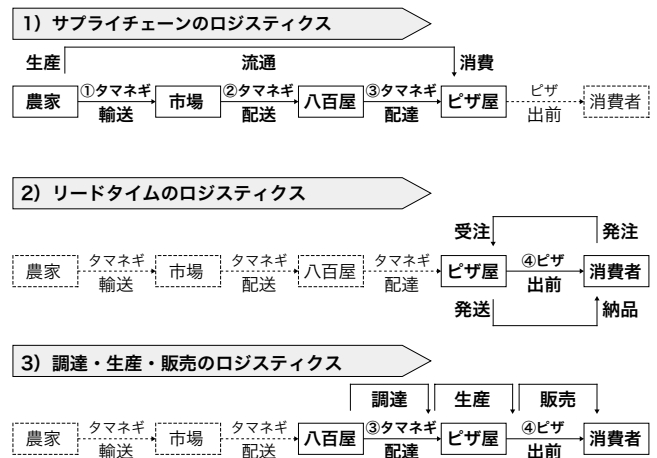 1）サプライチェーンのロジスティクス
生産 流通 消費
農家 ①タマネギ 輸送 市場 ②タマネギ 配送 八百屋 ③タマネギ 配達 ピザ屋 ピザ 出前 消費者
2）リードタイムのロジスティクス
受注 発注
農家 タマネギ 輸送 市場 タマネギ 配送 八百屋 タマネギ 配達 ピザ屋 ④ピザ 出前 消費者
発送 納品
3）調達・生産・販売のロジスティクス
調達 生産 販売
農家 タマネギ 輸送 市場 タマネギ 配送 八百屋 ③タマネギ 配達 ピザ屋 ④ピザ 出前 消費者